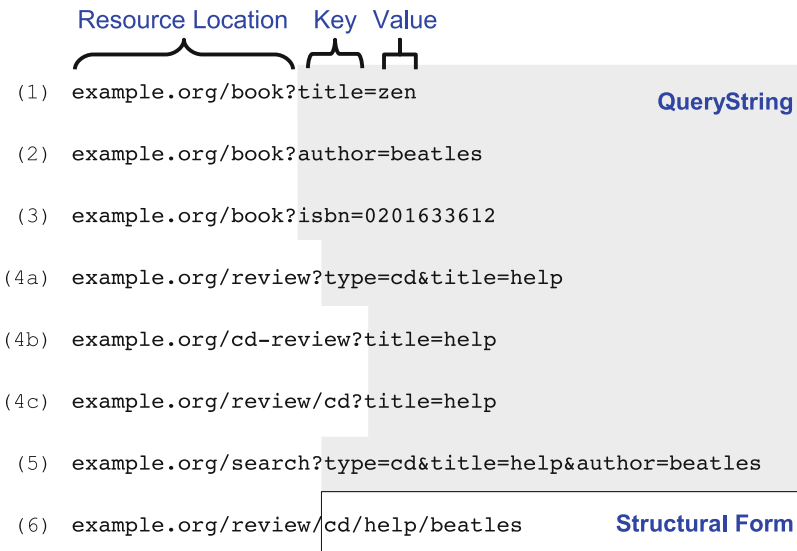 Resource Location Key Value
(1) example.org/book?title=zen QueryString
(2) example.org/book?author=beatles
(3) example.org/book?isbn=0201633612
(4a) example.org/review?type=cd&title=help
(4b) example.org/cd-review?title=help
(4c) example.org/review/cd?title=help
(5) example.org/search?type=cd&title=help&author=beatles
(6) example.org/review/cd/help/beatles Structural Form